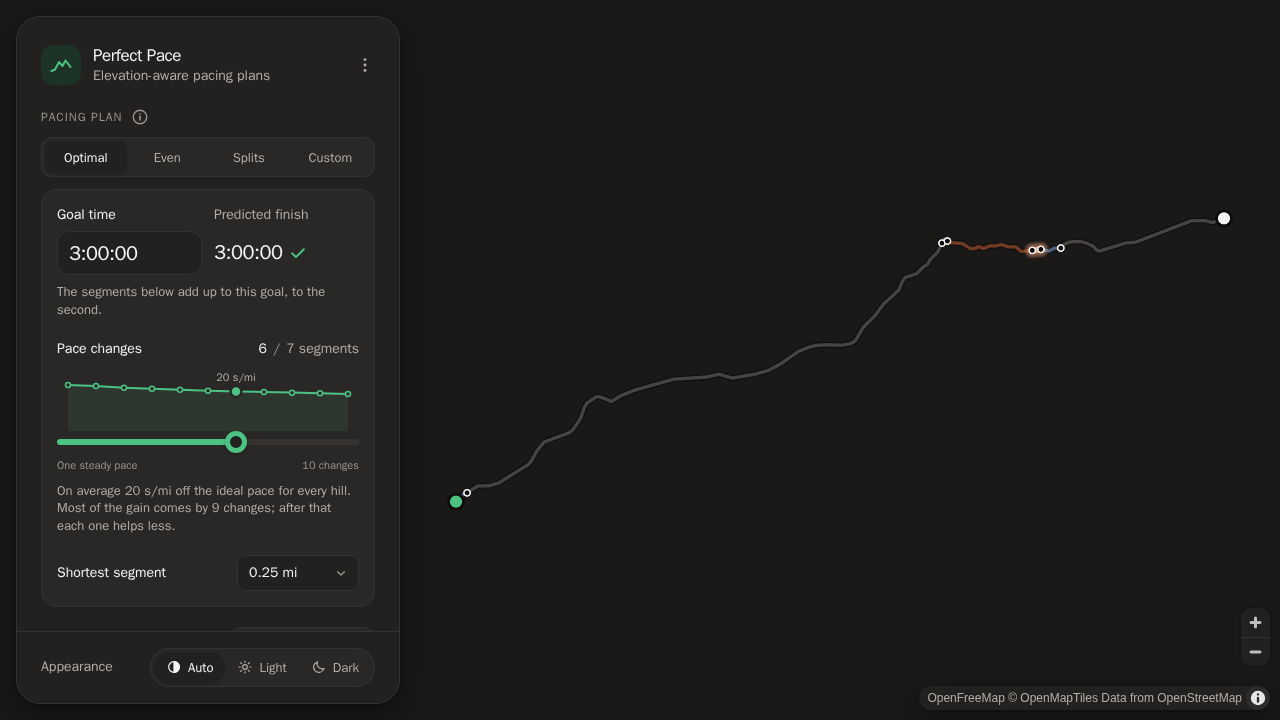 Perfect Pace
Elevation-aware pacing plans
PACING PLAN
Optimal
Even
Splits
Custom
Goal time
Predicted finish
3:00:00
3:00:00
The segments below add up to this goal, to the
second.
Pace changes
6 / 7 segments
20 s/mi
One steady pace
10 changes
On average 20 s/mi off the ideal pace for every hill.
Most of the gain comes by 9 changes; after that
each one helps less.
Shortest segment
0.25 mi
Appearance
Auto
Light
Dark
OpenFreeMap © OpenMapTiles Data from OpenStreetMap